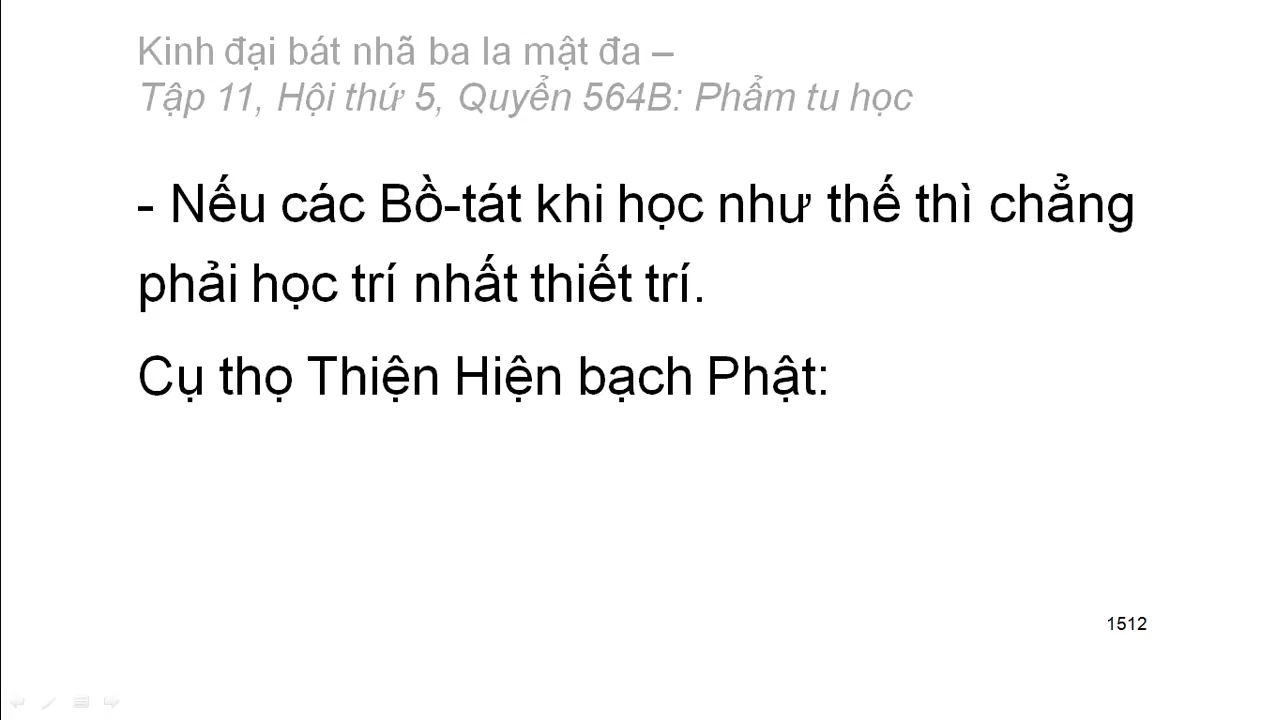 Kinh đại bát nhã ba la mật đa –
Tập 11, Hội thứ 5, Quyển 564B: Phẩm tu học
- Nếu các Bồ-tát khi học như thế thì chẳng
phải học trí nhất thiết trí.
Cụ thọ Thiện Hiện bạch Phật:
1512